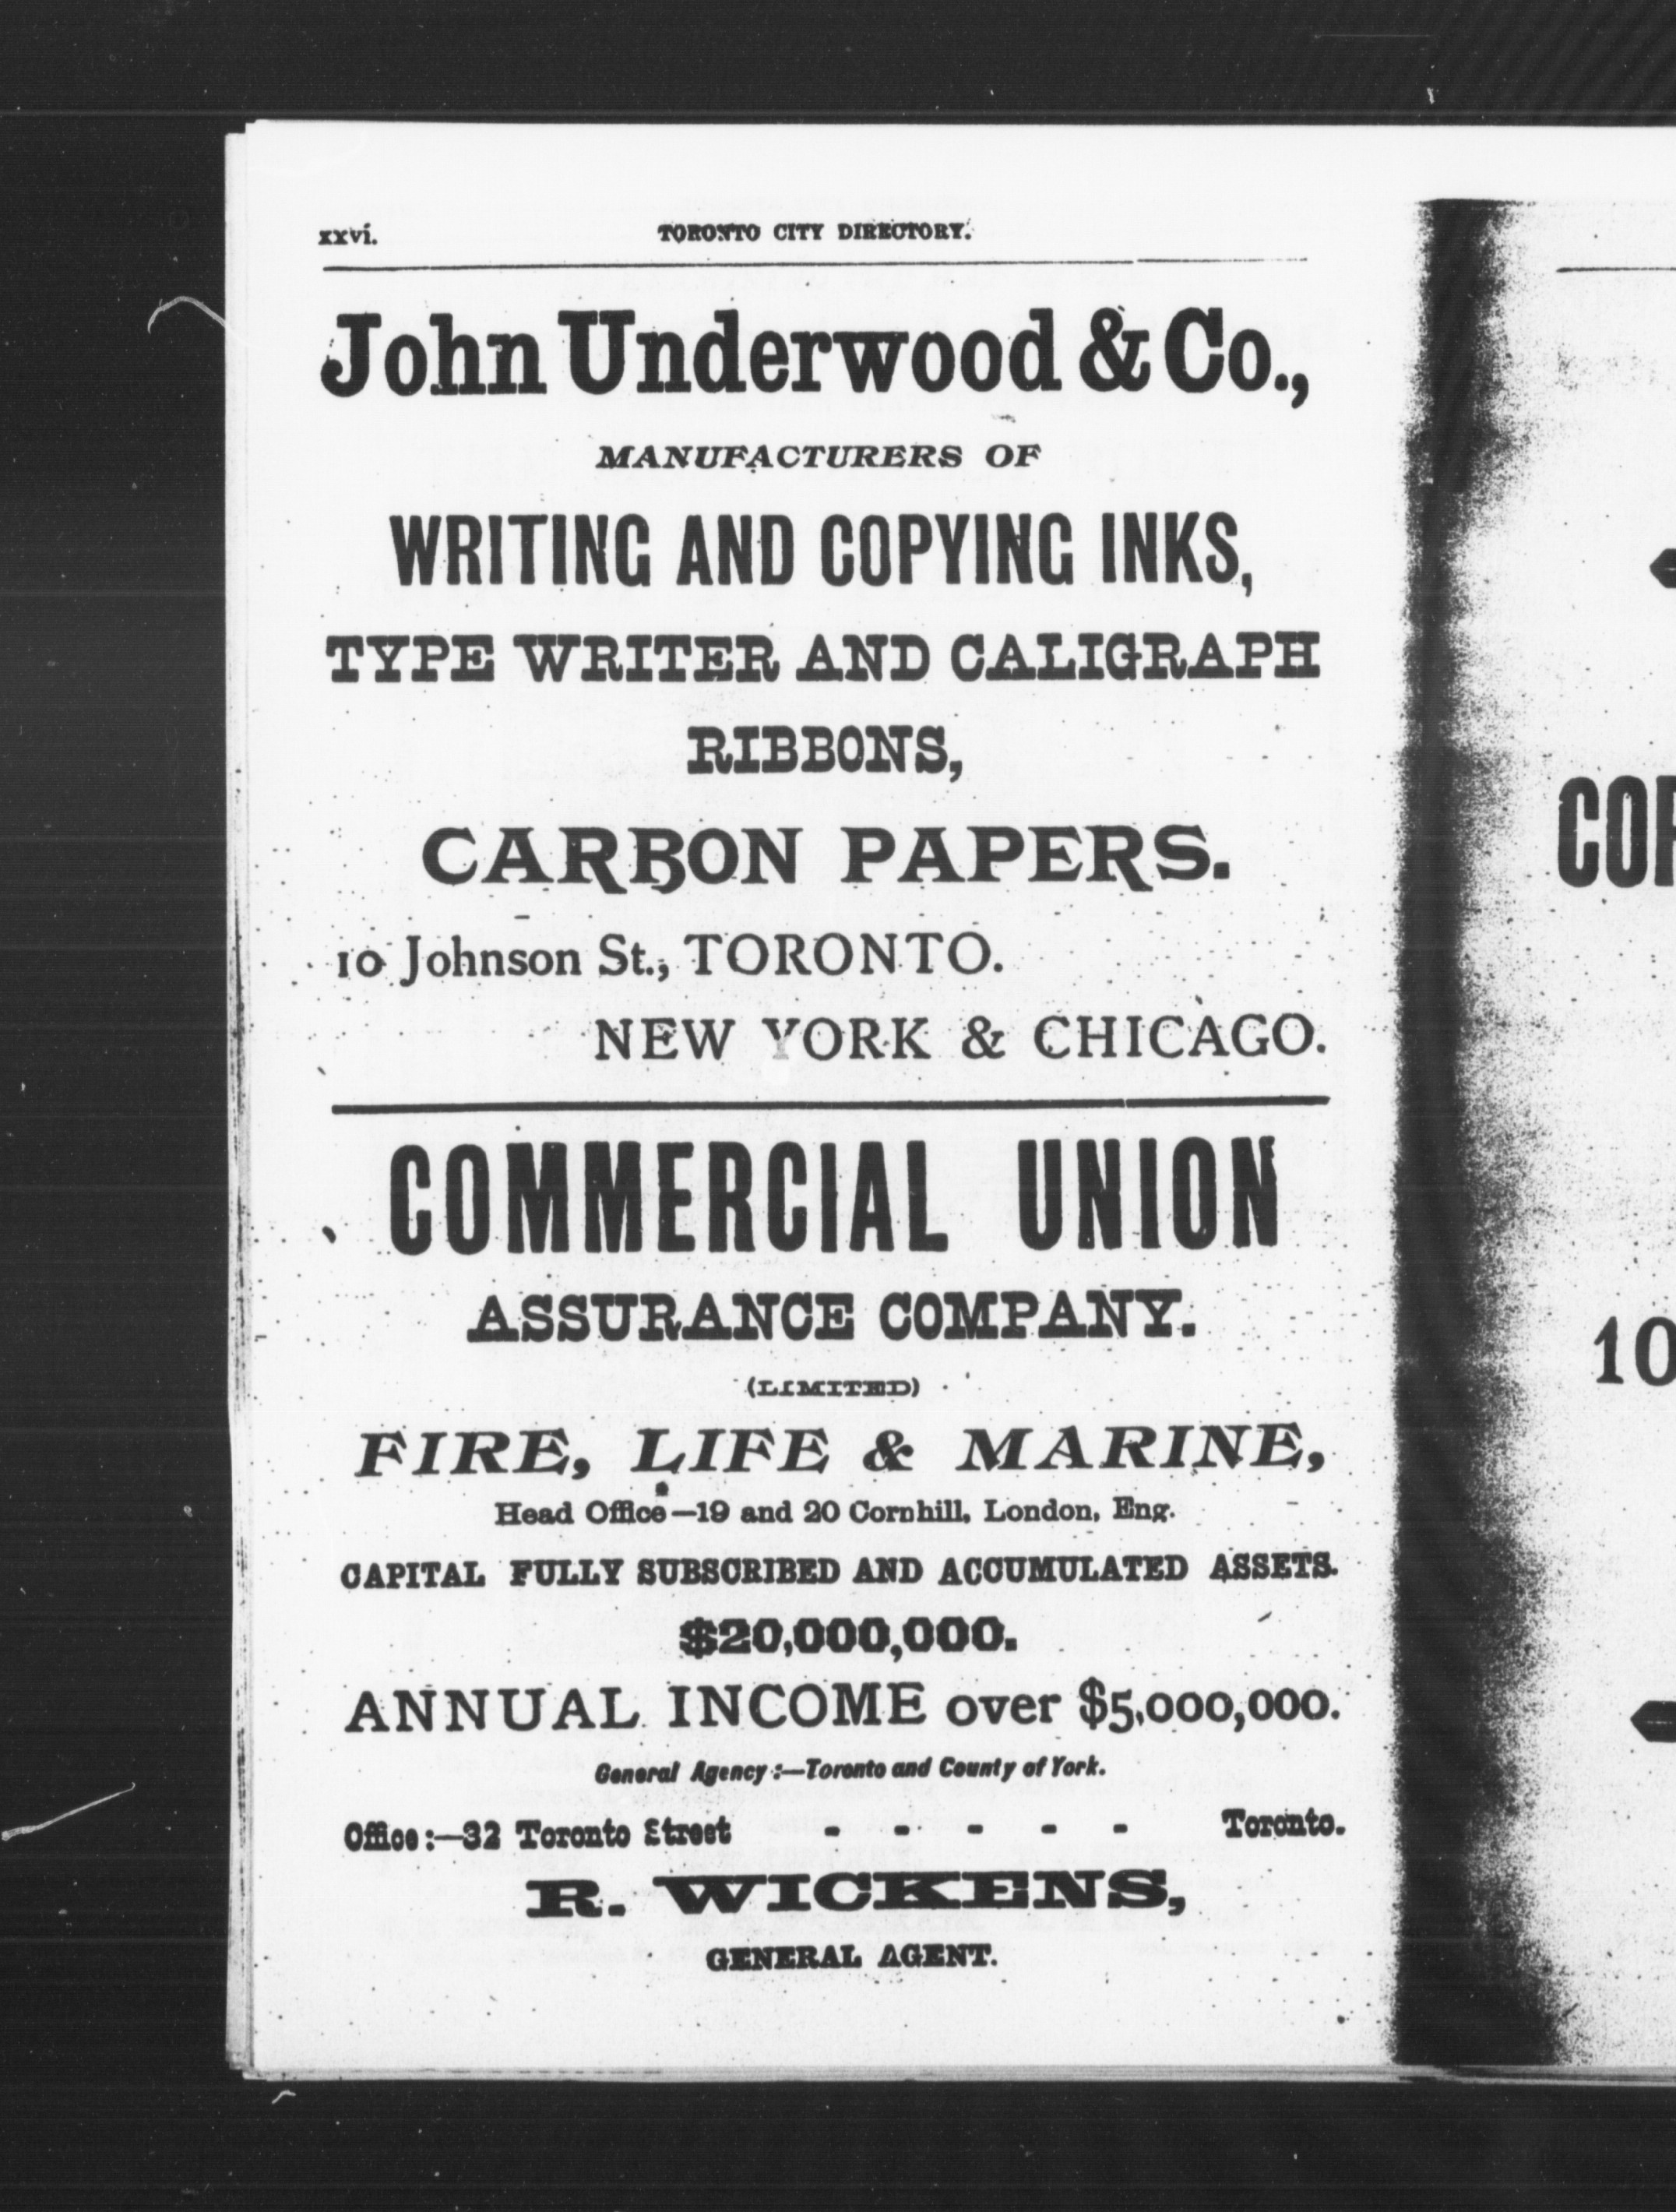 xxvi. TORONTO CITY DIRECTORY.
John Underwood & Co.,
MANUFACTURERS OF
WRITING AND COPYING INKS,
TYPE WRITER AND CALIGRAPH
RIBBONS,
CARBON PAPERS.
10 Johnson St., TORONTO.
NEW YORK & CHICAGO.
COMMERCIAL UNION
ASSURANCE COMPANY.
(LIMITED)
FIRE, LIFE & MARINE,
Head Office—19 and 20 Cornhill, London, Eng.
CAPITAL FULLY SUBSCRIBED AND ACCUMULATED ASSETS.
$20,000,000.
ANNUAL INCOME over $5,000,000.
General Agency:—Toronto and County of York.
Office:—32 Toronto Street - - - - - Toronto.
R. WICKENS,
GENERAL AGENT.
10